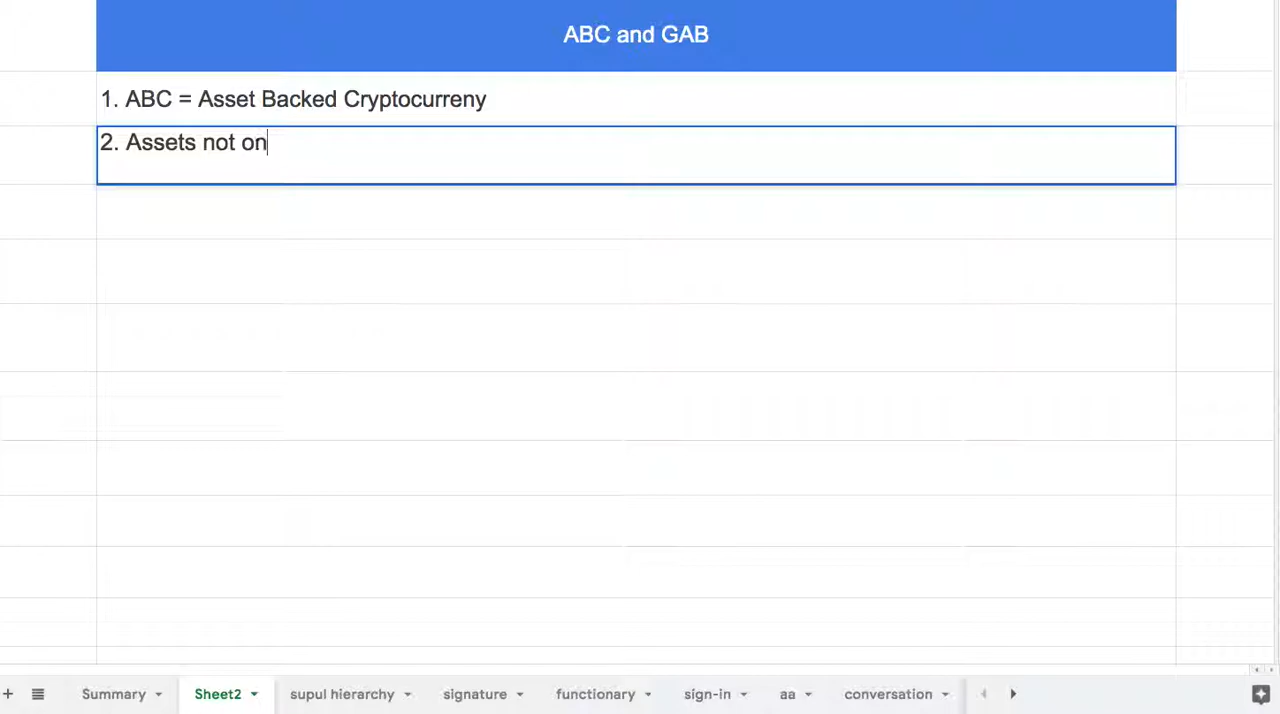 ABC and GAB
1. ABC = Asset Backed Cryptocurreny
2. Assets not on
Summary
Sheet2
supul hierarchy
signature
functionary
sign-in
aa
conversation